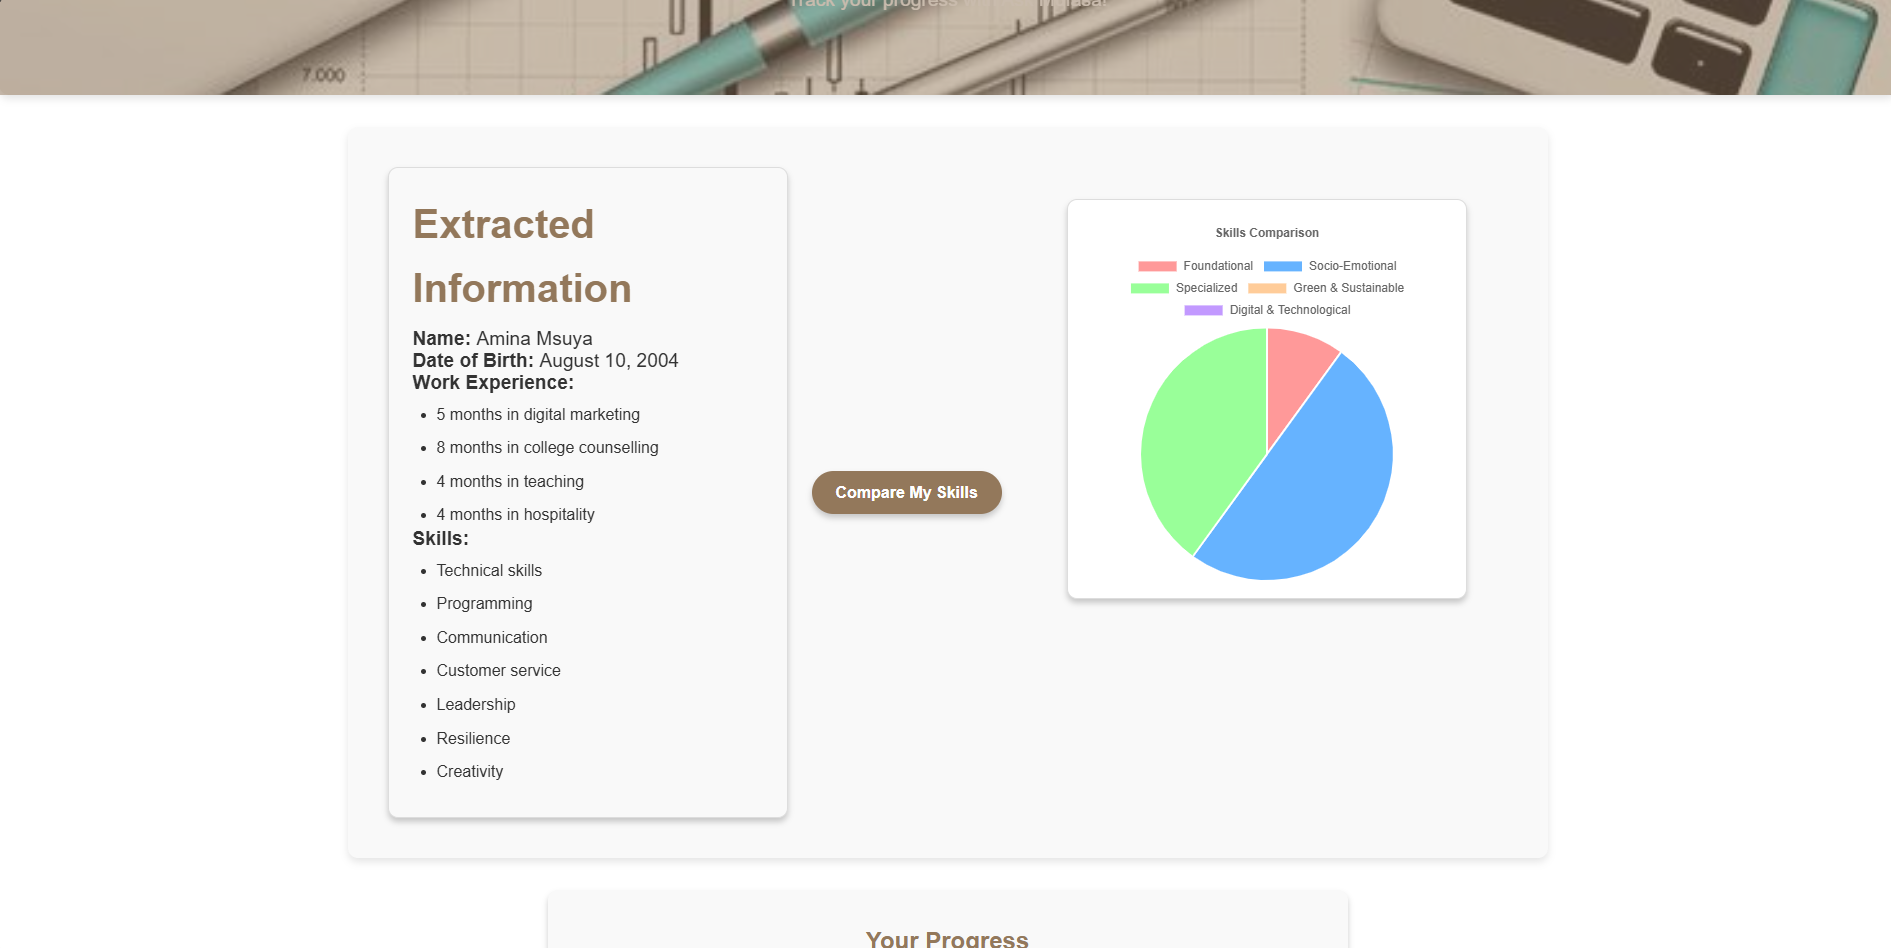 Track your progress
7.000
Extracted
Information
Name: Amina Msuya
Date of Birth: August 10, 2004
Work Experience:
5 months in digital marketing
8 months in college counselling
4 months in teaching
4 months in hospitality
Skills:
Technical skills
Programming
Communication
Customer service
Leadership
Resilience
Creativity
Compare My Skills
Skills Comparison
Foundational Socio-Emotional
Specialized Green & Sustainable
Digital & Technological
Your Progress